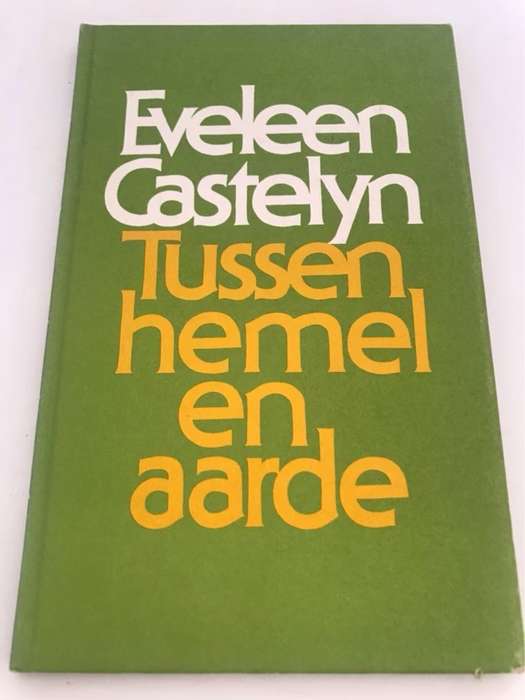 Eveleen
Castelyn
Tussen
hemel
en
aarde